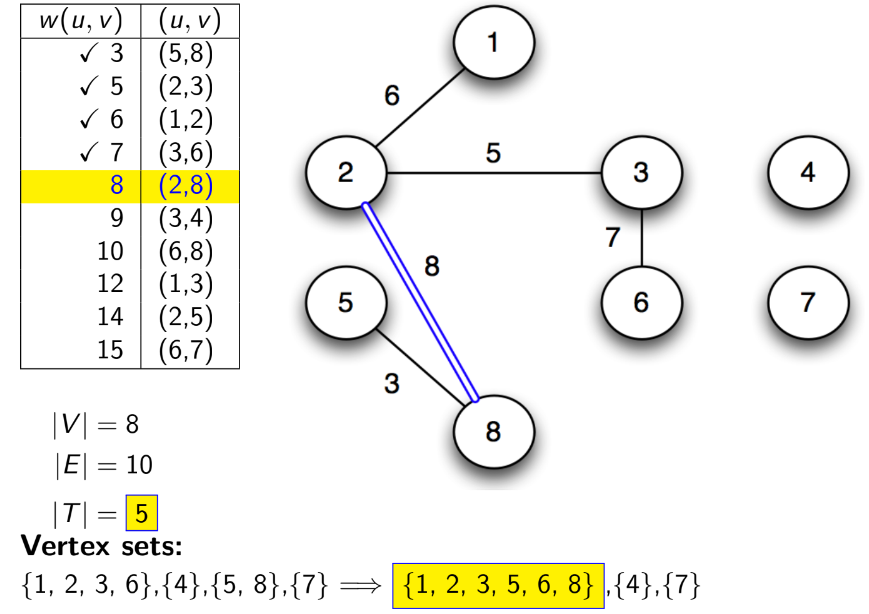 w(u, v) (u, v)
✓ 3 (5,8)
✓ 5 (2,3)
✓ 6 (1,2)
✓ 7 (3,6)
8 (2,8)
9 (3,4)
10 (6,8)
12 (1,3)
14 (2,5)
15 (6,7)
1
6
2
5
3
4
7
8
5
6
7
3
8
|V| = 8
|E| = 10
|T| = 5
Vertex sets:
{1, 2, 3, 6},{4},{5, 8},{7} ⟹ {1, 2, 3, 5, 6, 8} ,{4},{7}